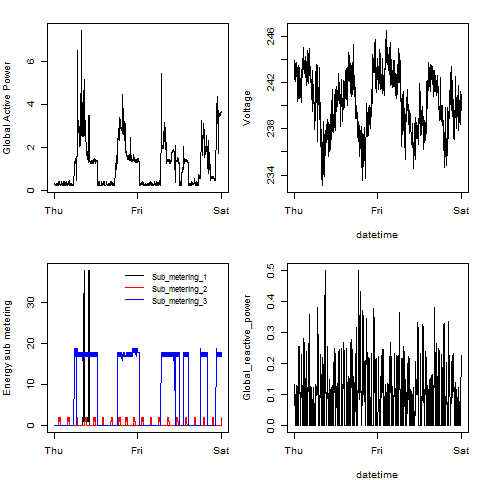 Global Active Power
0
2
4
6
Thu
Fri
Sat
Voltage
234
238
242
246
Thu
Fri
Sat
datetime
Energy sub metering
0
10
20
30
Sub_metering_1
Sub_metering_2
Sub_metering_3
Thu
Fri
Sat
Global_reactive_power
0.0
0.1
0.2
0.3
0.4
0.5
Thu
Fri
Sat
datetime